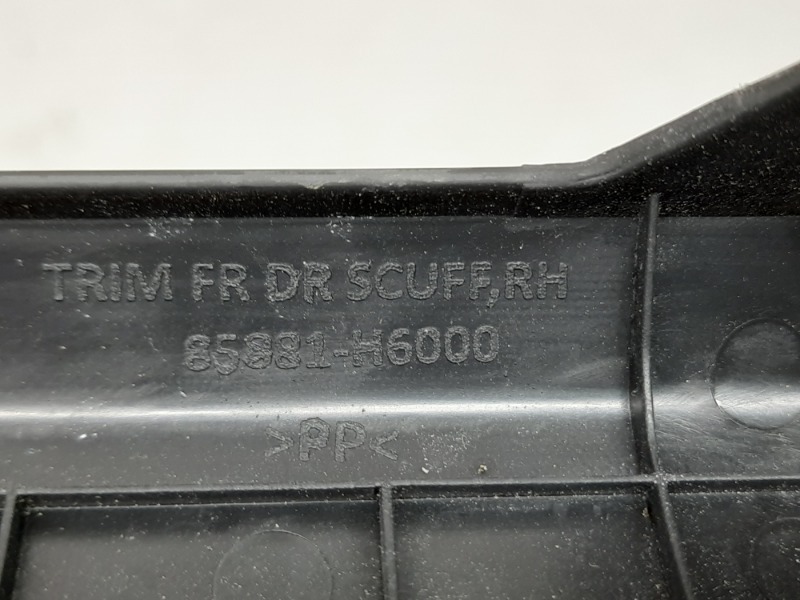 TRIM FR DR SCUFF,RH
85881-H6000
>PP<